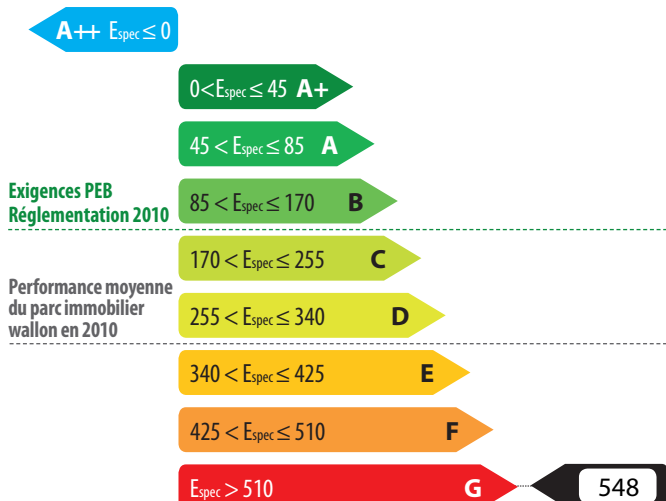 A++ Espec ≤ 0
0 < Espec ≤ 45 A+
45 < Espec ≤ 85 A
Exigences PEB
Réglementation 2010
85 < Espec ≤ 170 B
170 < Espec ≤ 255 C
Performance moyenne
du parc immobilier
wallon en 2010
255 < Espec ≤ 340 D
340 < Espec ≤ 425 E
425 < Espec ≤ 510 F
Espec > 510 G 548